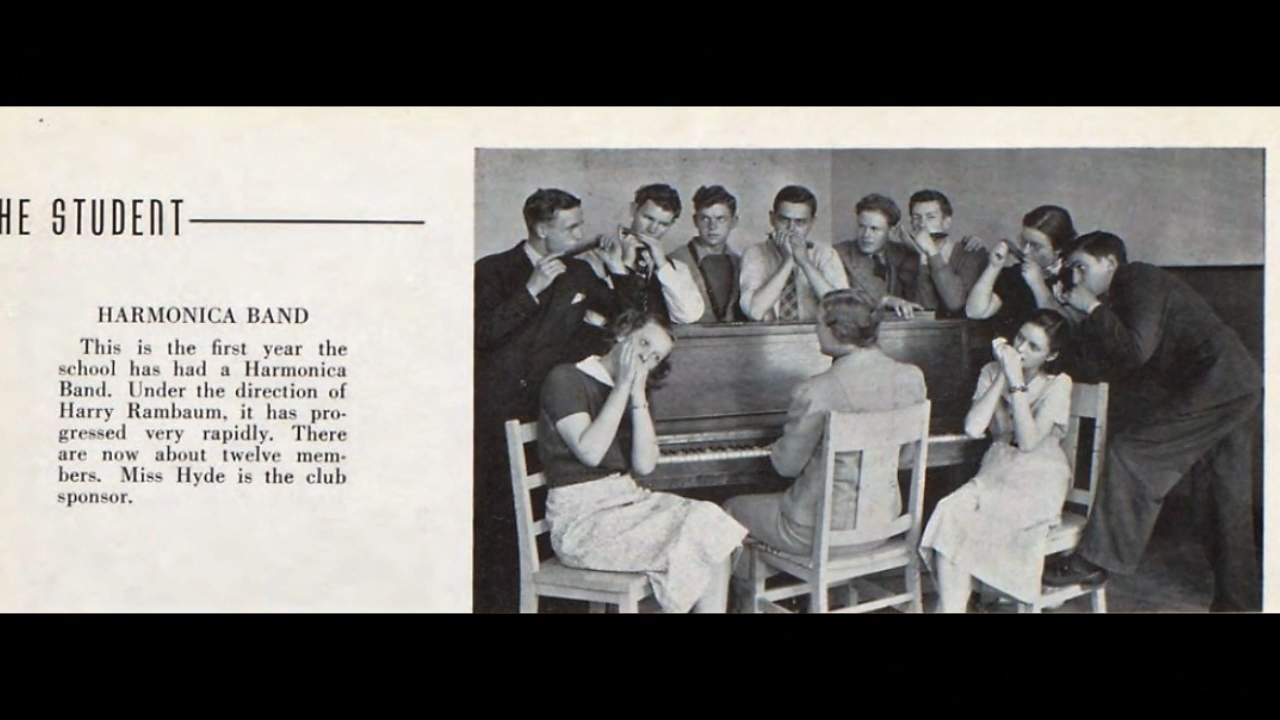 HE STUDENT
HARMONICA BAND
This is the first year the
school has had a Harmonica
Band. Under the direction of
Harry Rambaum, it has pro-
gressed very rapidly. There
are now about twelve mem-
bers. Miss Hyde is the club
sponsor.